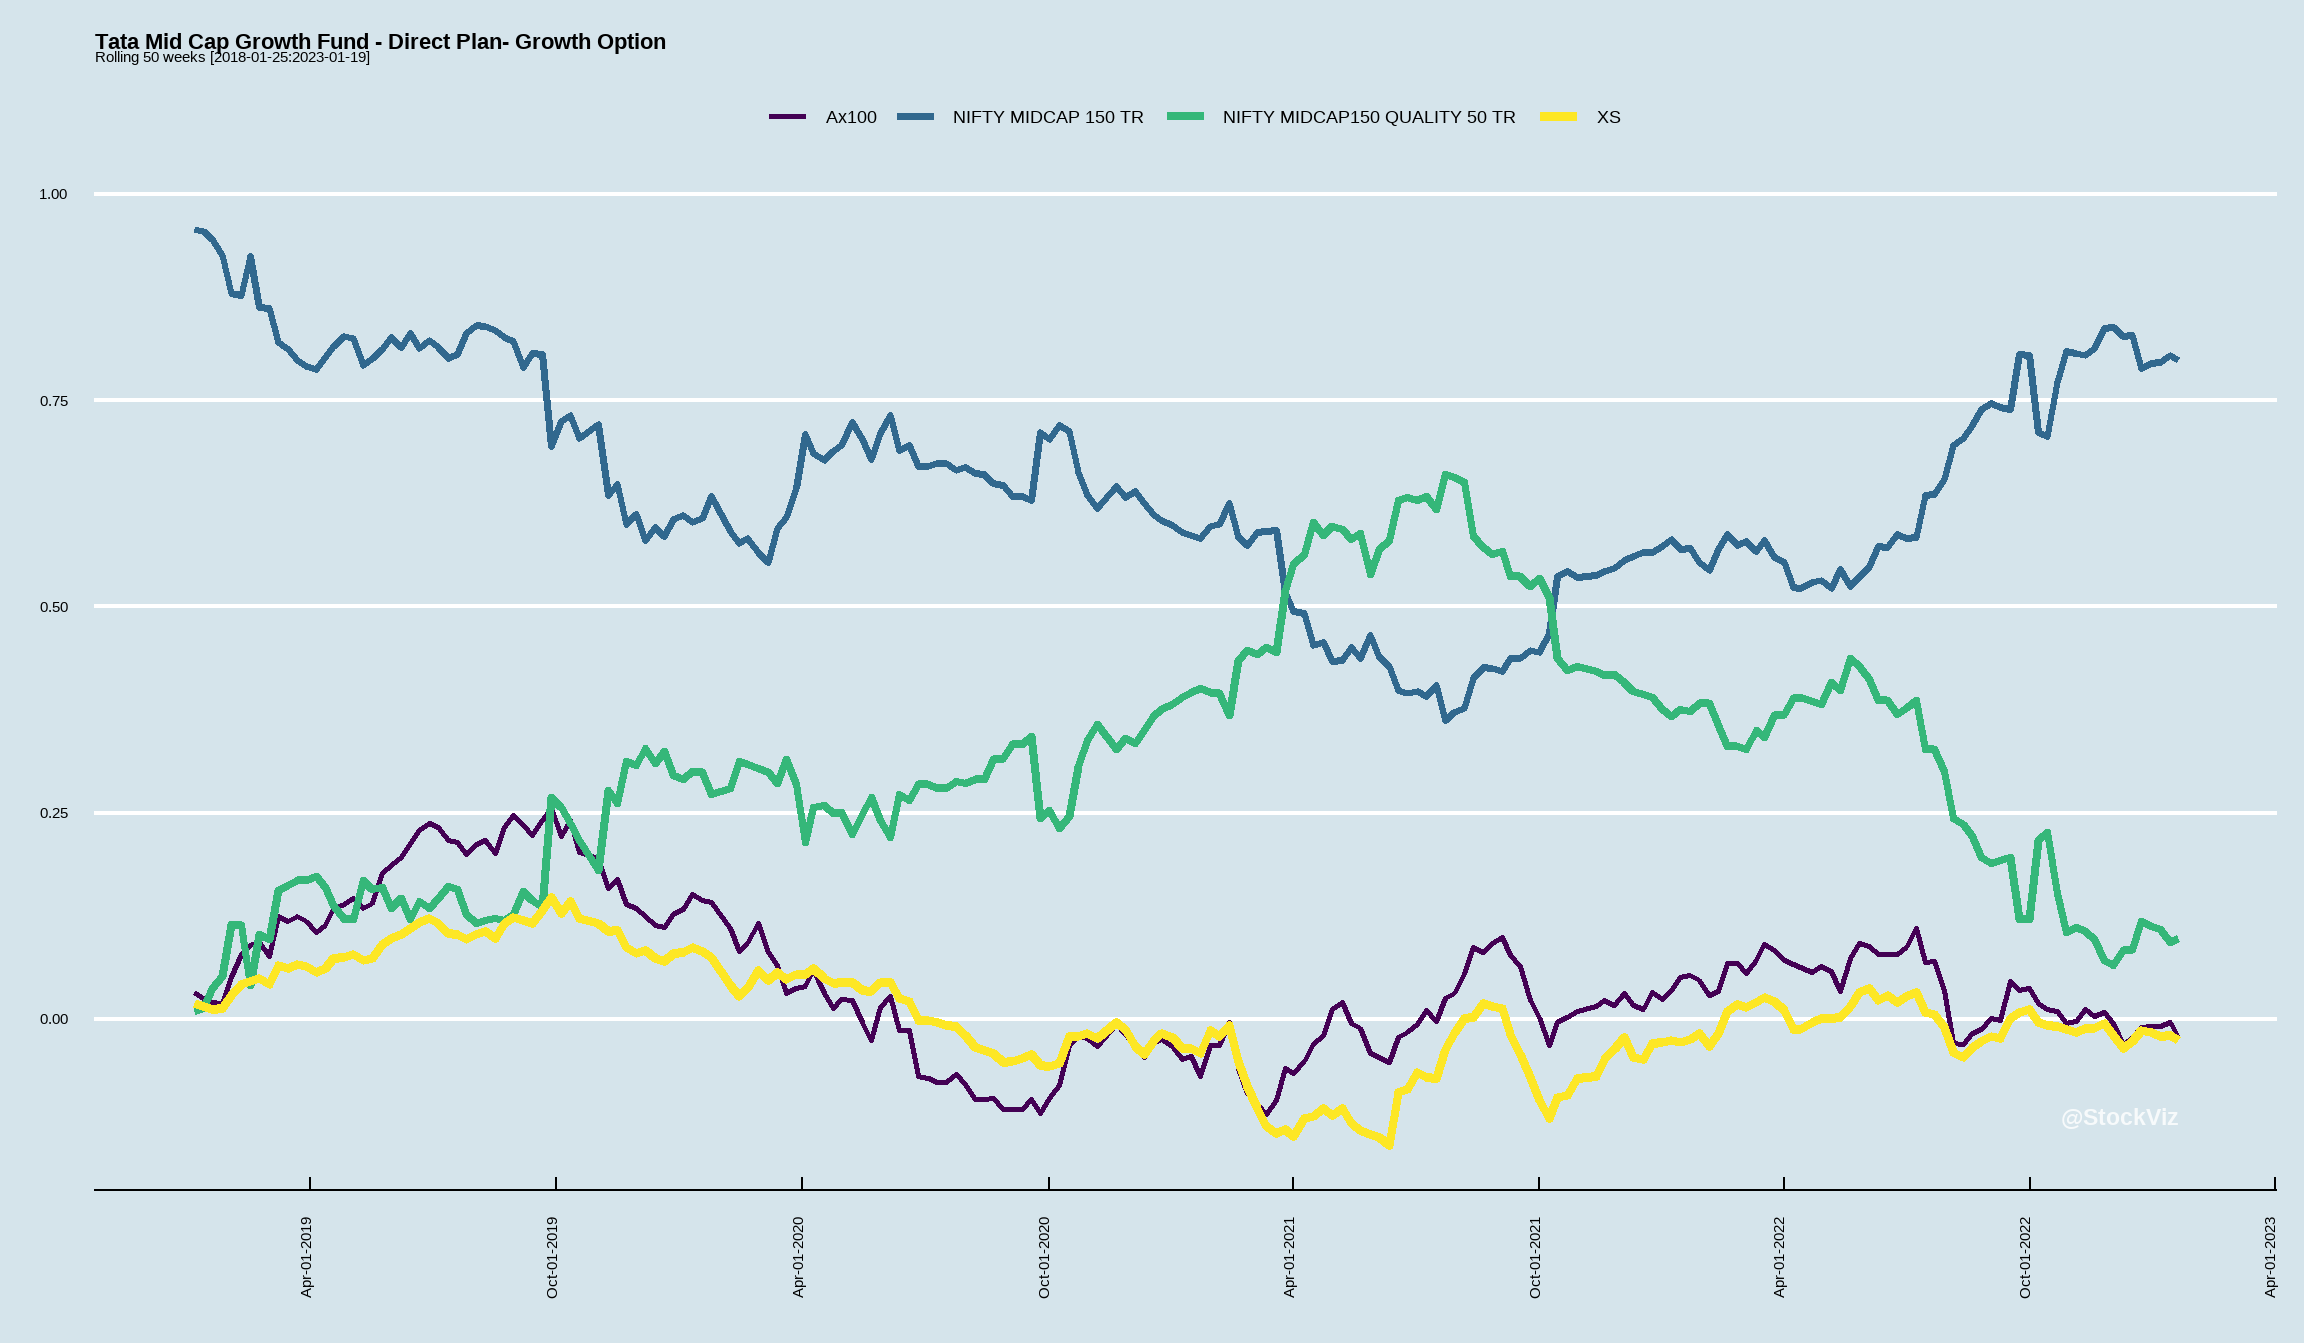 Tata Mid Cap Growth Fund - Direct Plan- Growth Option
Rolling 50 weeks [2018-01-25:2023-01-19]
Ax100 NIFTY MIDCAP 150 TR NIFTY MIDCAP150 QUALITY 50 TR XS
1.00
0.75
0.50
0.25
0.00
@StockViz
Apr-01-2019 Oct-01-2019 Apr-01-2020 Oct-01-2020 Apr-01-2021 Oct-01-2021 Apr-01-2022 Oct-01-2022 Apr-01-2023